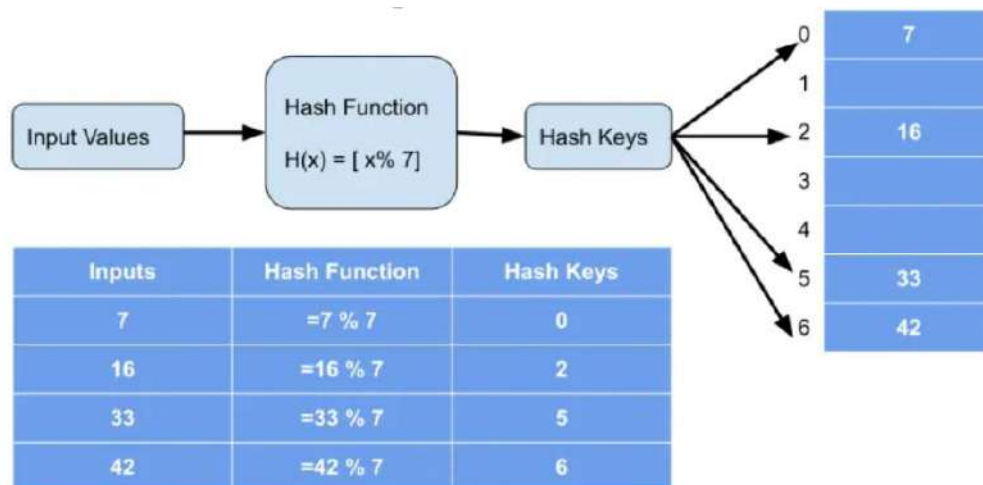 Input Values
Hash Function
H(x) = [ x% 7]
Hash Keys
0 7
1
2 16
3
4
5 33
6 42
Inputs Hash Function Hash Keys
7 =7 % 7 0
16 =16 % 7 2
33 =33 % 7 5
42 =42 % 7 6